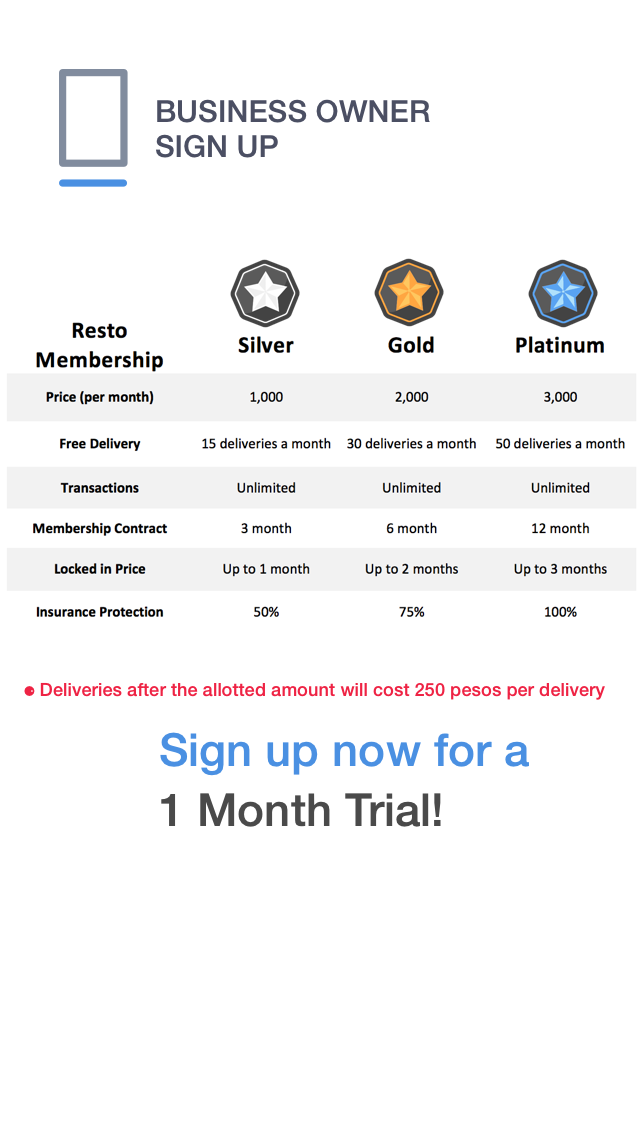 BUSINESS OWNER
SIGN UP
Resto
Membership
Silver Gold Platinum
Price (per month) 1,000 2,000 3,000
Free Delivery 15 deliveries a month 30 deliveries a month 50 deliveries a month
Transactions Unlimited Unlimited Unlimited
Membership Contract 3 month 6 month 12 month
Locked in Price Up to 1 month Up to 2 months Up to 3 months
Insurance Protection 50% 75% 100%
Deliveries after the allotted amount will cost 250 pesos per delivery
Sign up now for a
1 Month Trial!